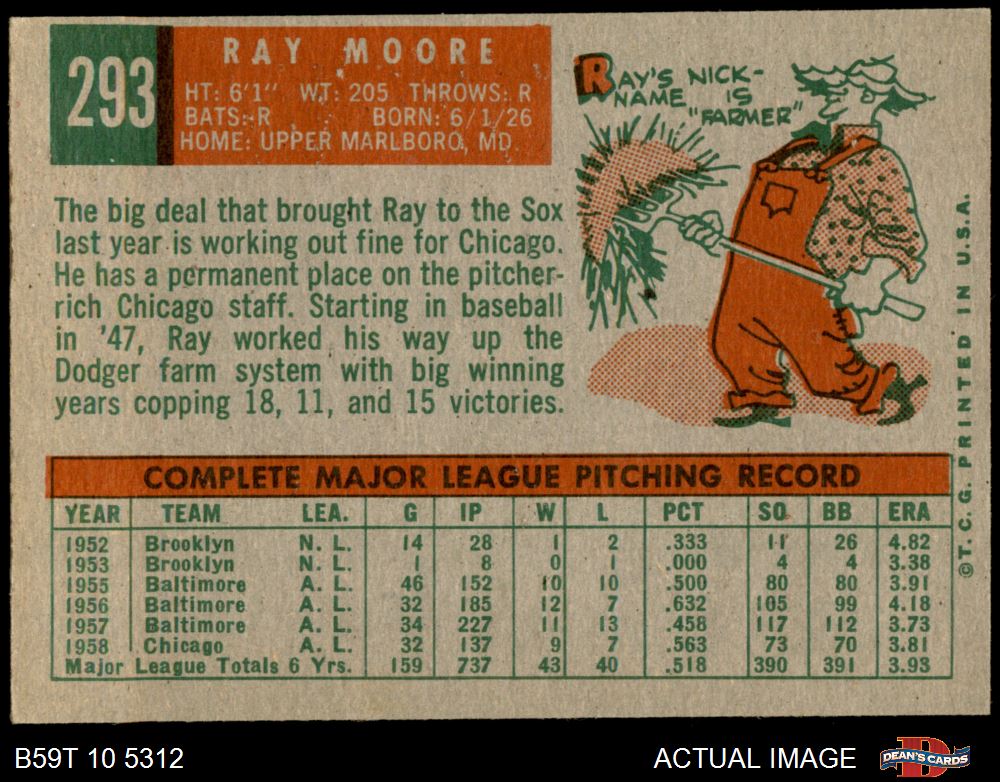 293
RAY MOORE
HT: 6'1" WT: 205 THROWS: R
BATS: R BORN: 6/1/26
HOME: UPPER MARLBORO, MD.
RAY'S NICK-
NAME IS
"FARMER"
The big deal that brought Ray to the Sox
last year is working out fine for Chicago.
He has a permanent place on the pitcher-
rich Chicago staff. Starting in baseball
in '47, Ray worked his way up the
Dodger farm system with big winning
years copping 18, 11, and 15 victories.
COMPLETE MAJOR LEAGUE PITCHING RECORD
YEAR TEAM LEA. G IP W L PCT SO BB ERA
1952 Brooklyn N. L. 14 28 1 2 .333 11 26 4.82
1953 Brooklyn N. L. 1 8 0 1 .000 4 4 3.38
1955 Baltimore A. L. 46 152 10 10 .500 80 80 3.91
1956 Baltimore A. L. 32 185 12 7 .632 105 99 4.18
1957 Baltimore A. L. 34 227 11 13 .458 117 112 3.73
1958 Chicago A. L. 32 137 9 7 .563 73 70 3.81
Major League Totals 6 Yrs. 159 737 43 40 .518 390 391 3.93
©T. C. G. PRINTED IN U.S.A.
B59T 10 5312
ACTUAL IMAGE
DEAN'S CARDS